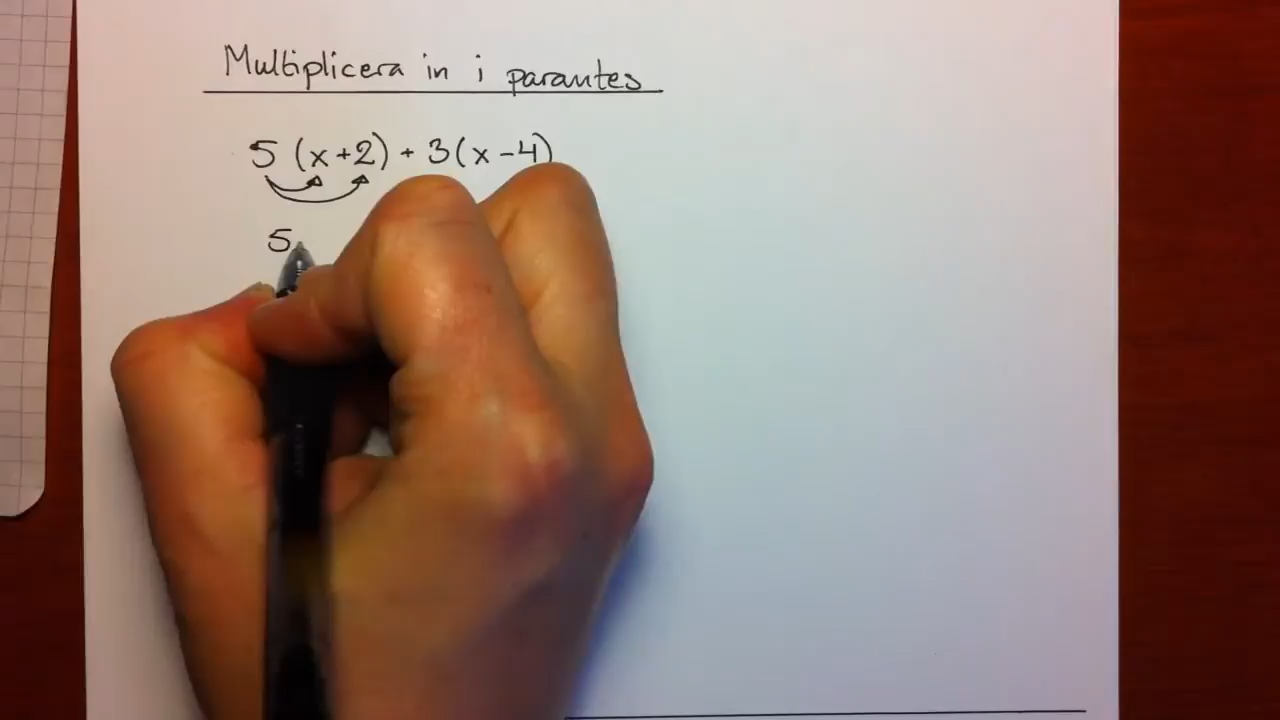 Multiplicera in i parantes
5 (x+2) + 3(x-4)
5